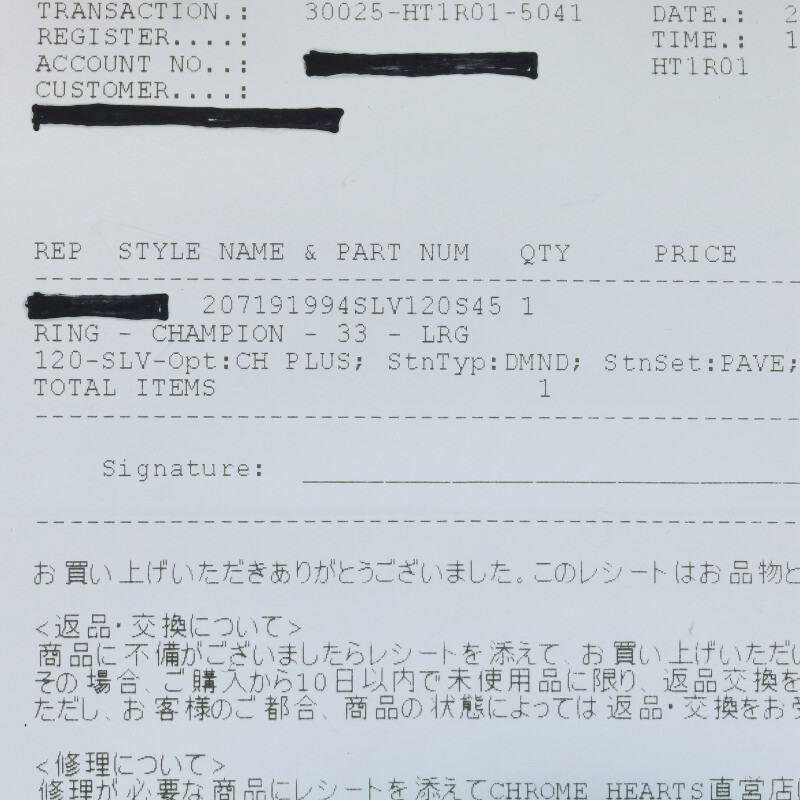 TRANSACTION.: 30025-HT1R01-5041 DATE.: 2
REGISTER....: TIME.: 1
ACCOUNT NO..: HT1R01
CUSTOMER....:
REP STYLE NAME & PART NUM QTY PRICE
207191994SLV120S45 1
RING - CHAMPION - 33 - LRG
120-SLV-Opt:CH PLUS; StnTyp:DMND; StnSet:PAVE;
TOTAL ITEMS 1
Signature:
お買い上げいただきありがとうございました。このレシートはお品物と
<返品・交換について>
商品に不備がございましたらレシートを添えて、お買い上げいただい
その場合、ご購入から10日以内で未使用品に限り、返品交換を
ただし、お客様のご都合、商品の状態によっては返品・交換をお受
<修理について>
修理が必要な商品にレシートを添えてCHROME HEARTS直営店に